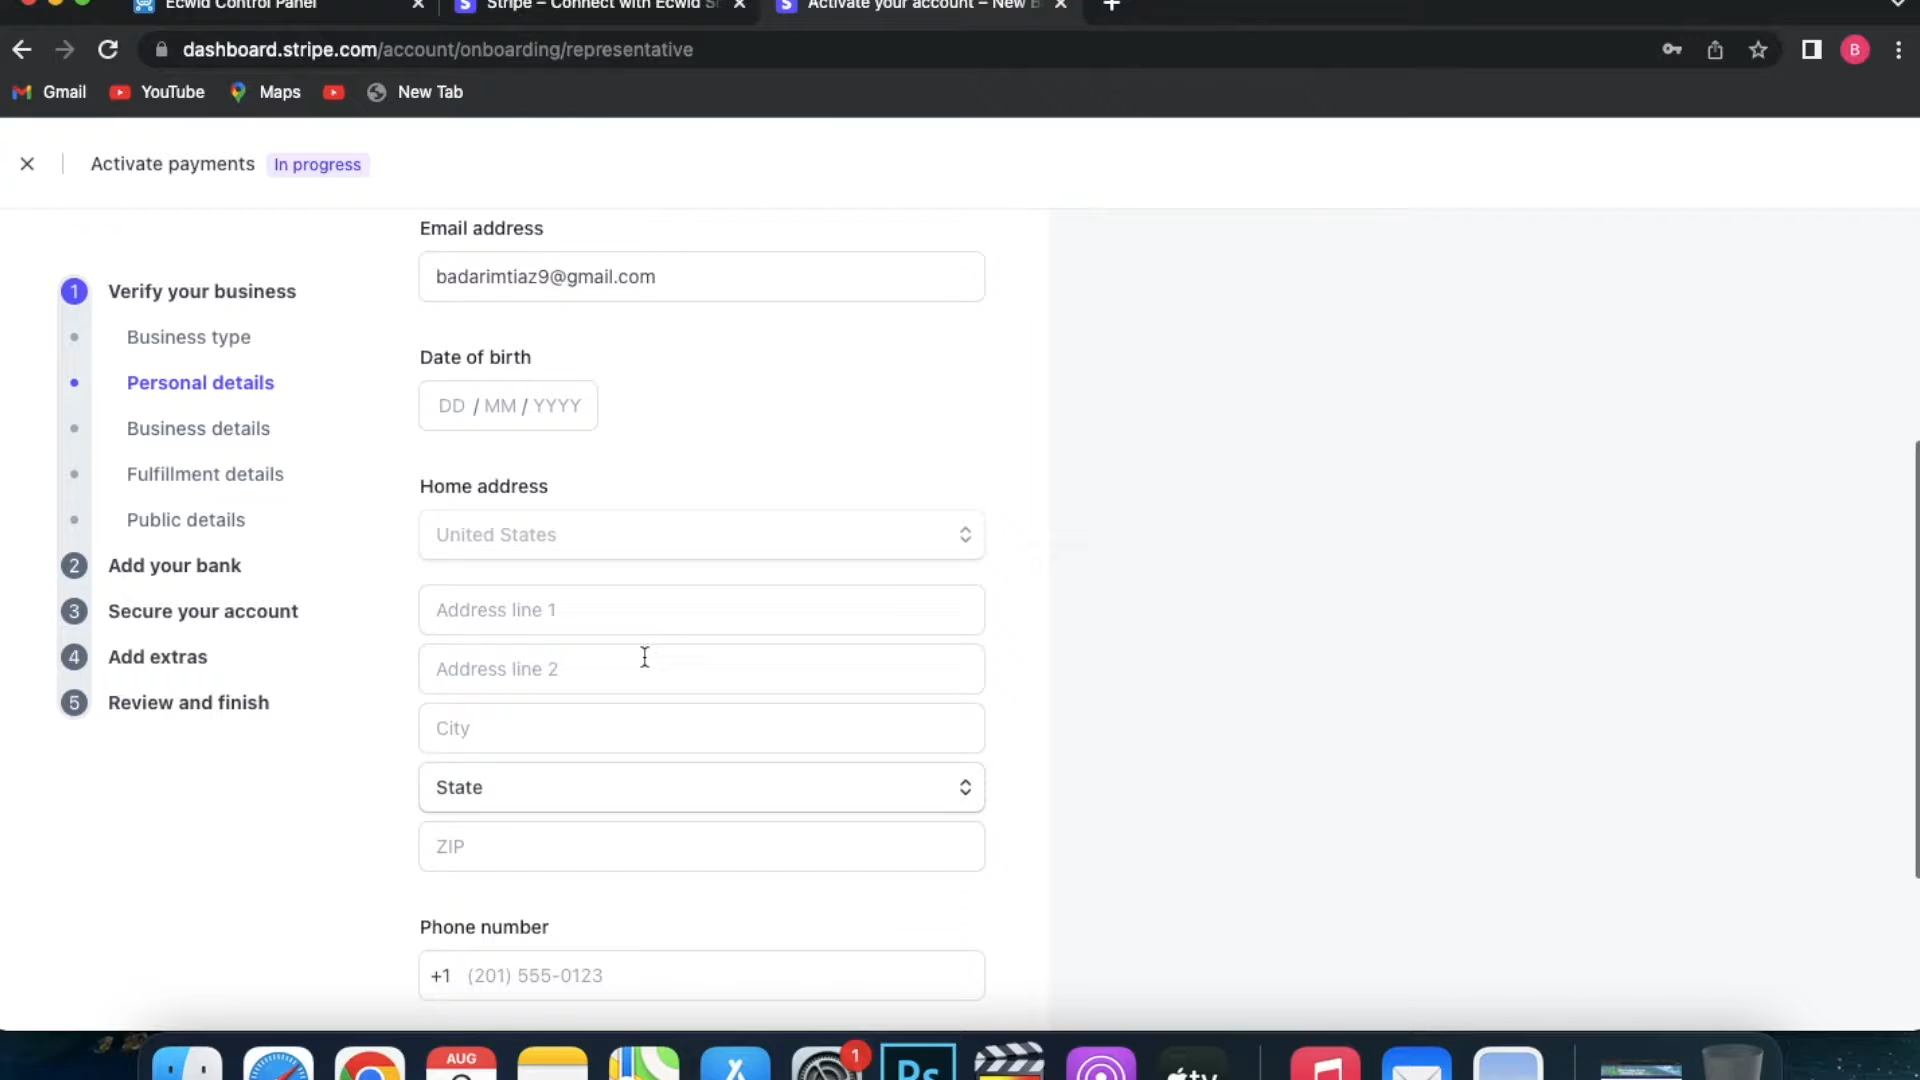 Ecwid Control Panel
Stripe – Connect with Ecwid
Activate your account – New B
dashboard.stripe.com/account/onboarding/representative
B
Gmail
YouTube
Maps
New Tab
Activate payments
In progress
1 Verify your business
Business type
Personal details
Business details
Fulfillment details
Public details
2 Add your bank
3 Secure your account
4 Add extras
5 Review and finish
Email address
badarimtiaz9@gmail.com
Date of birth
DD / MM / YYYY
Home address
United States
Address line 1
Address line 2
City
State
ZIP
Phone number
+1 (201) 555-0123
AUG
1
Ps
tv